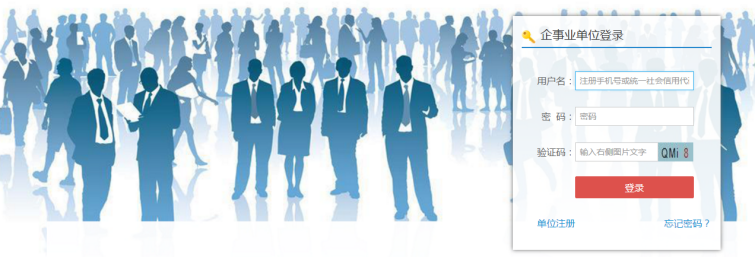 企事业单位登录
用户名：注册手机号或统一社会信用代
密 码：密码
验证码：输入右侧图片文字 QMi 8
登录
单位注册 忘记密码？